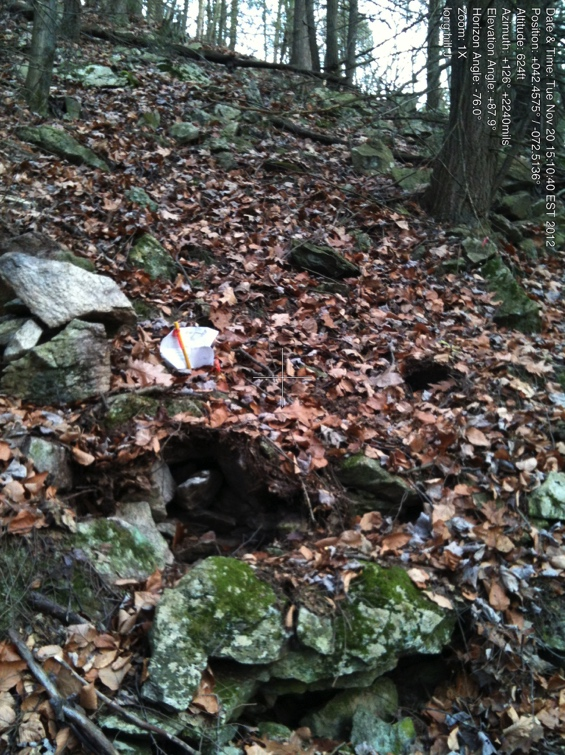 Date & Time: Tue Nov 20 15:10:40 EST 2012
Position: +042.4575° / -072.5136°
Altitude: 624ft
Azimuth: +126° +2240mils
Elevation Angle: +87.9°
Horizon Angle: -76.0°
Zoom: 1X